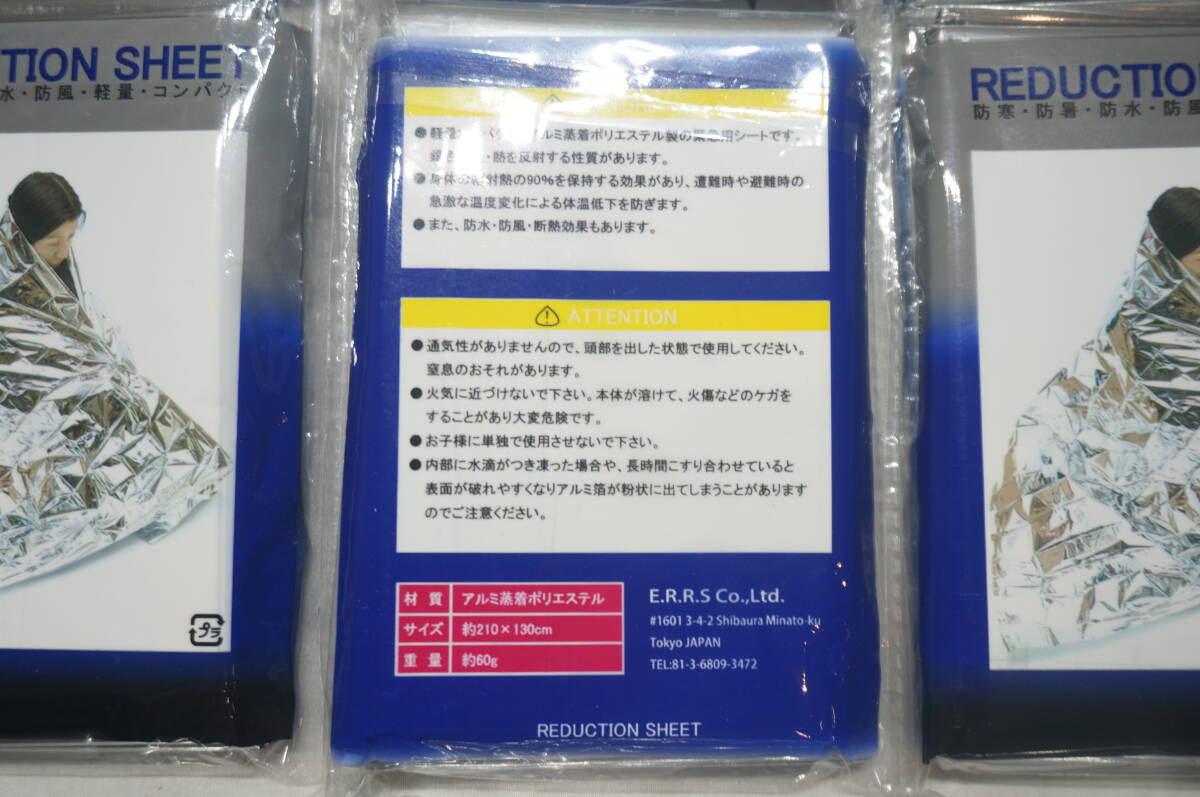 TION SHEET
水・防風・軽量・コンパクト
プラ
● 軽量 アルミ蒸着ポリエステル製の緊急用シートです。
・熱を反射する性質があります。
● 身体の 射熱の90%を保持する効果があり、遭難時や避難時の
急激な温度変化による体温低下を防ぎます。
● また、防水・防風・断熱効果もあります。
ATTENTION
● 通気性がありませんので、頭部を出した状態で使用してください。
窒息のおそれがあります。
● 火気に近づけないで下さい。本体が溶けて、火傷などのケガを
することがあり大変危険です。
● お子様に単独で使用させないで下さい。
● 内部に水滴がつき凍った場合や、長時間こすり合わせていると
表面が破れやすくなりアルミ箔が粉状に出てしまうことがあります
のでご注意ください。
材質 アルミ蒸着ポリエステル
サイズ 約210×130cm
重量 約60g
E.R.R.S Co.,Ltd.
#1601 3-4-2 Shibaura Minato-ku
Tokyo JAPAN
TEL:81-3-6809-3472
REDUCTION SHEET
REDUCTIO
防寒・防暑・防水・防風